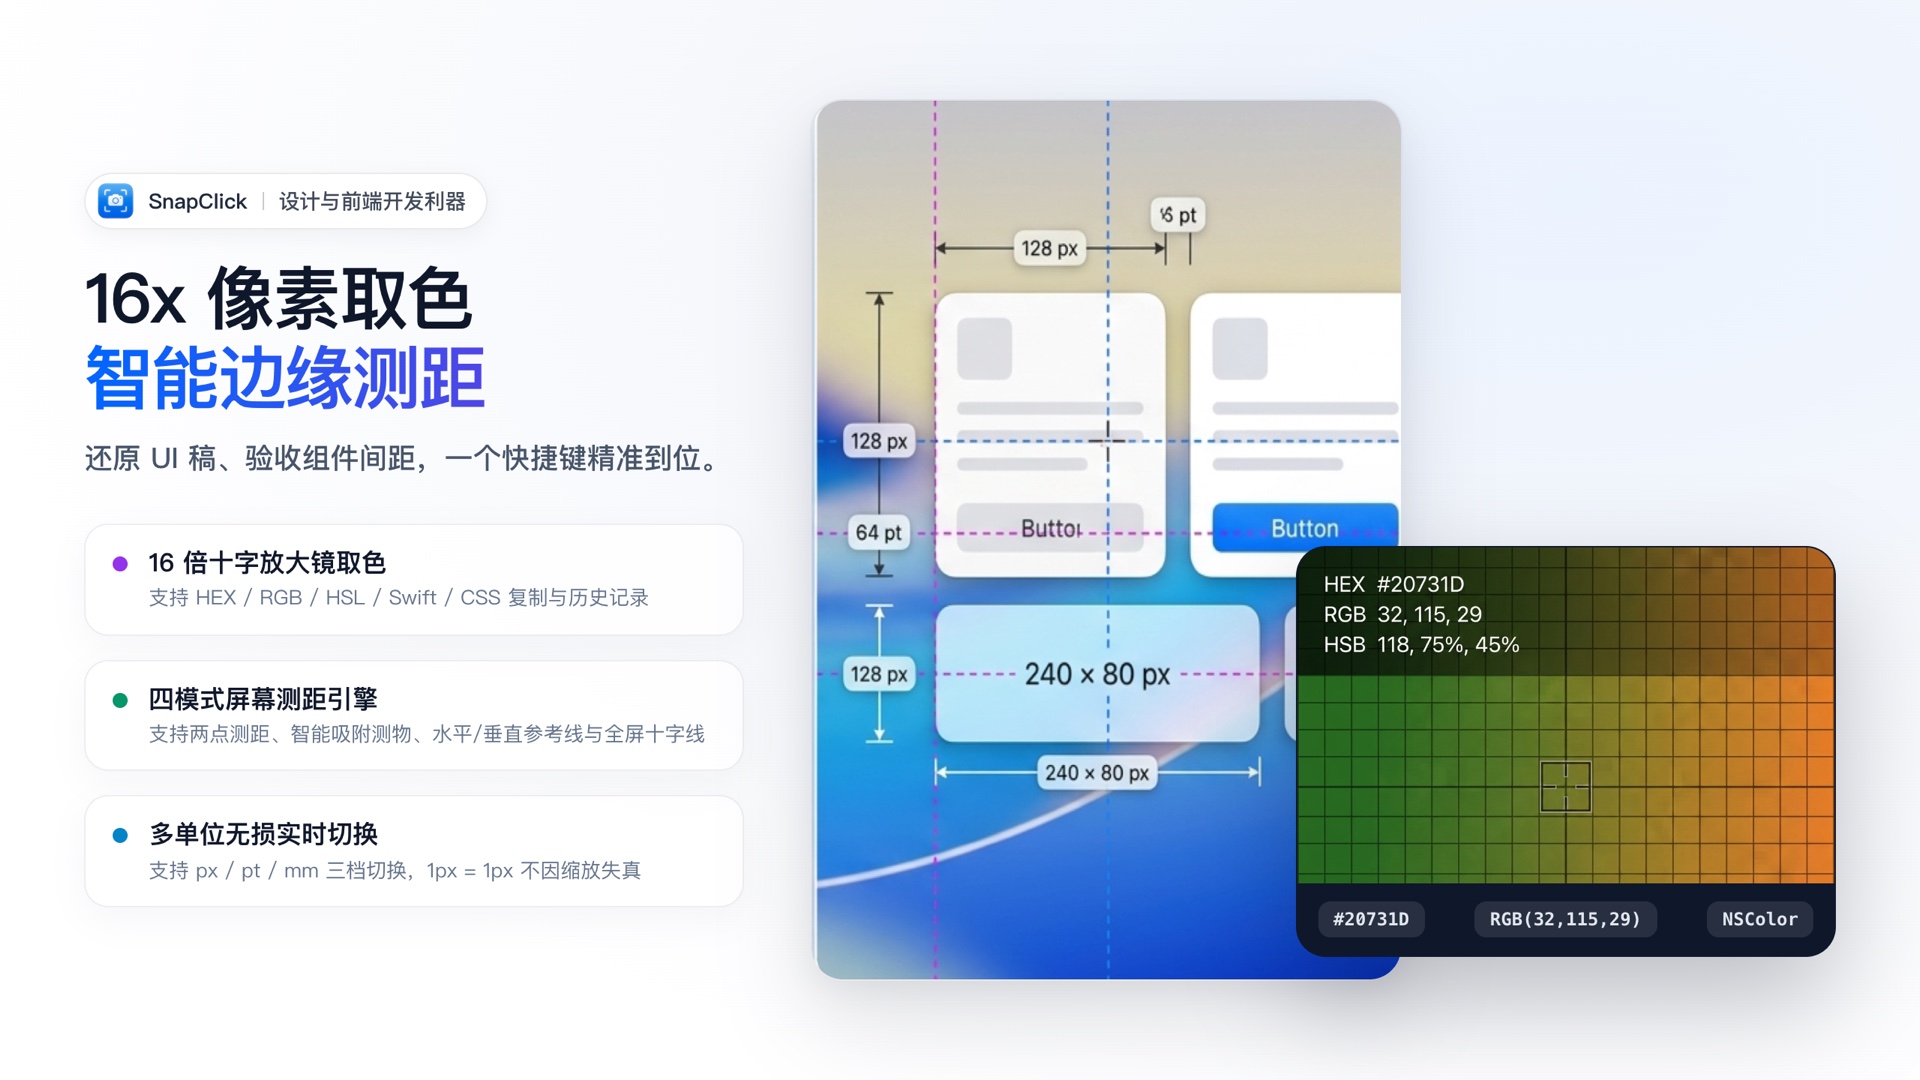 SnapClick | 设计与前端开发利器
16x 像素取色
智能边缘测距
还原 UI 稿、验收组件间距，一个快捷键精准到位。
16 倍十字放大镜取色
支持 HEX / RGB / HSL / Swift / CSS 复制与历史记录
四模式屏幕测距引擎
支持两点测距、智能吸附测物、水平/垂直参考线与全屏十字线
多单位无损实时切换
支持 px / pt / mm 三档切换，1px = 1px 不因缩放失真
pt
128 px
128 px
Button
64 pt
240 × 80 px
128 px
240 × 80 px
HEX #20731D
RGB 32, 115, 29
HSB 118, 75%, 45%
#20731D
RGB(32,115,29)
NSColor